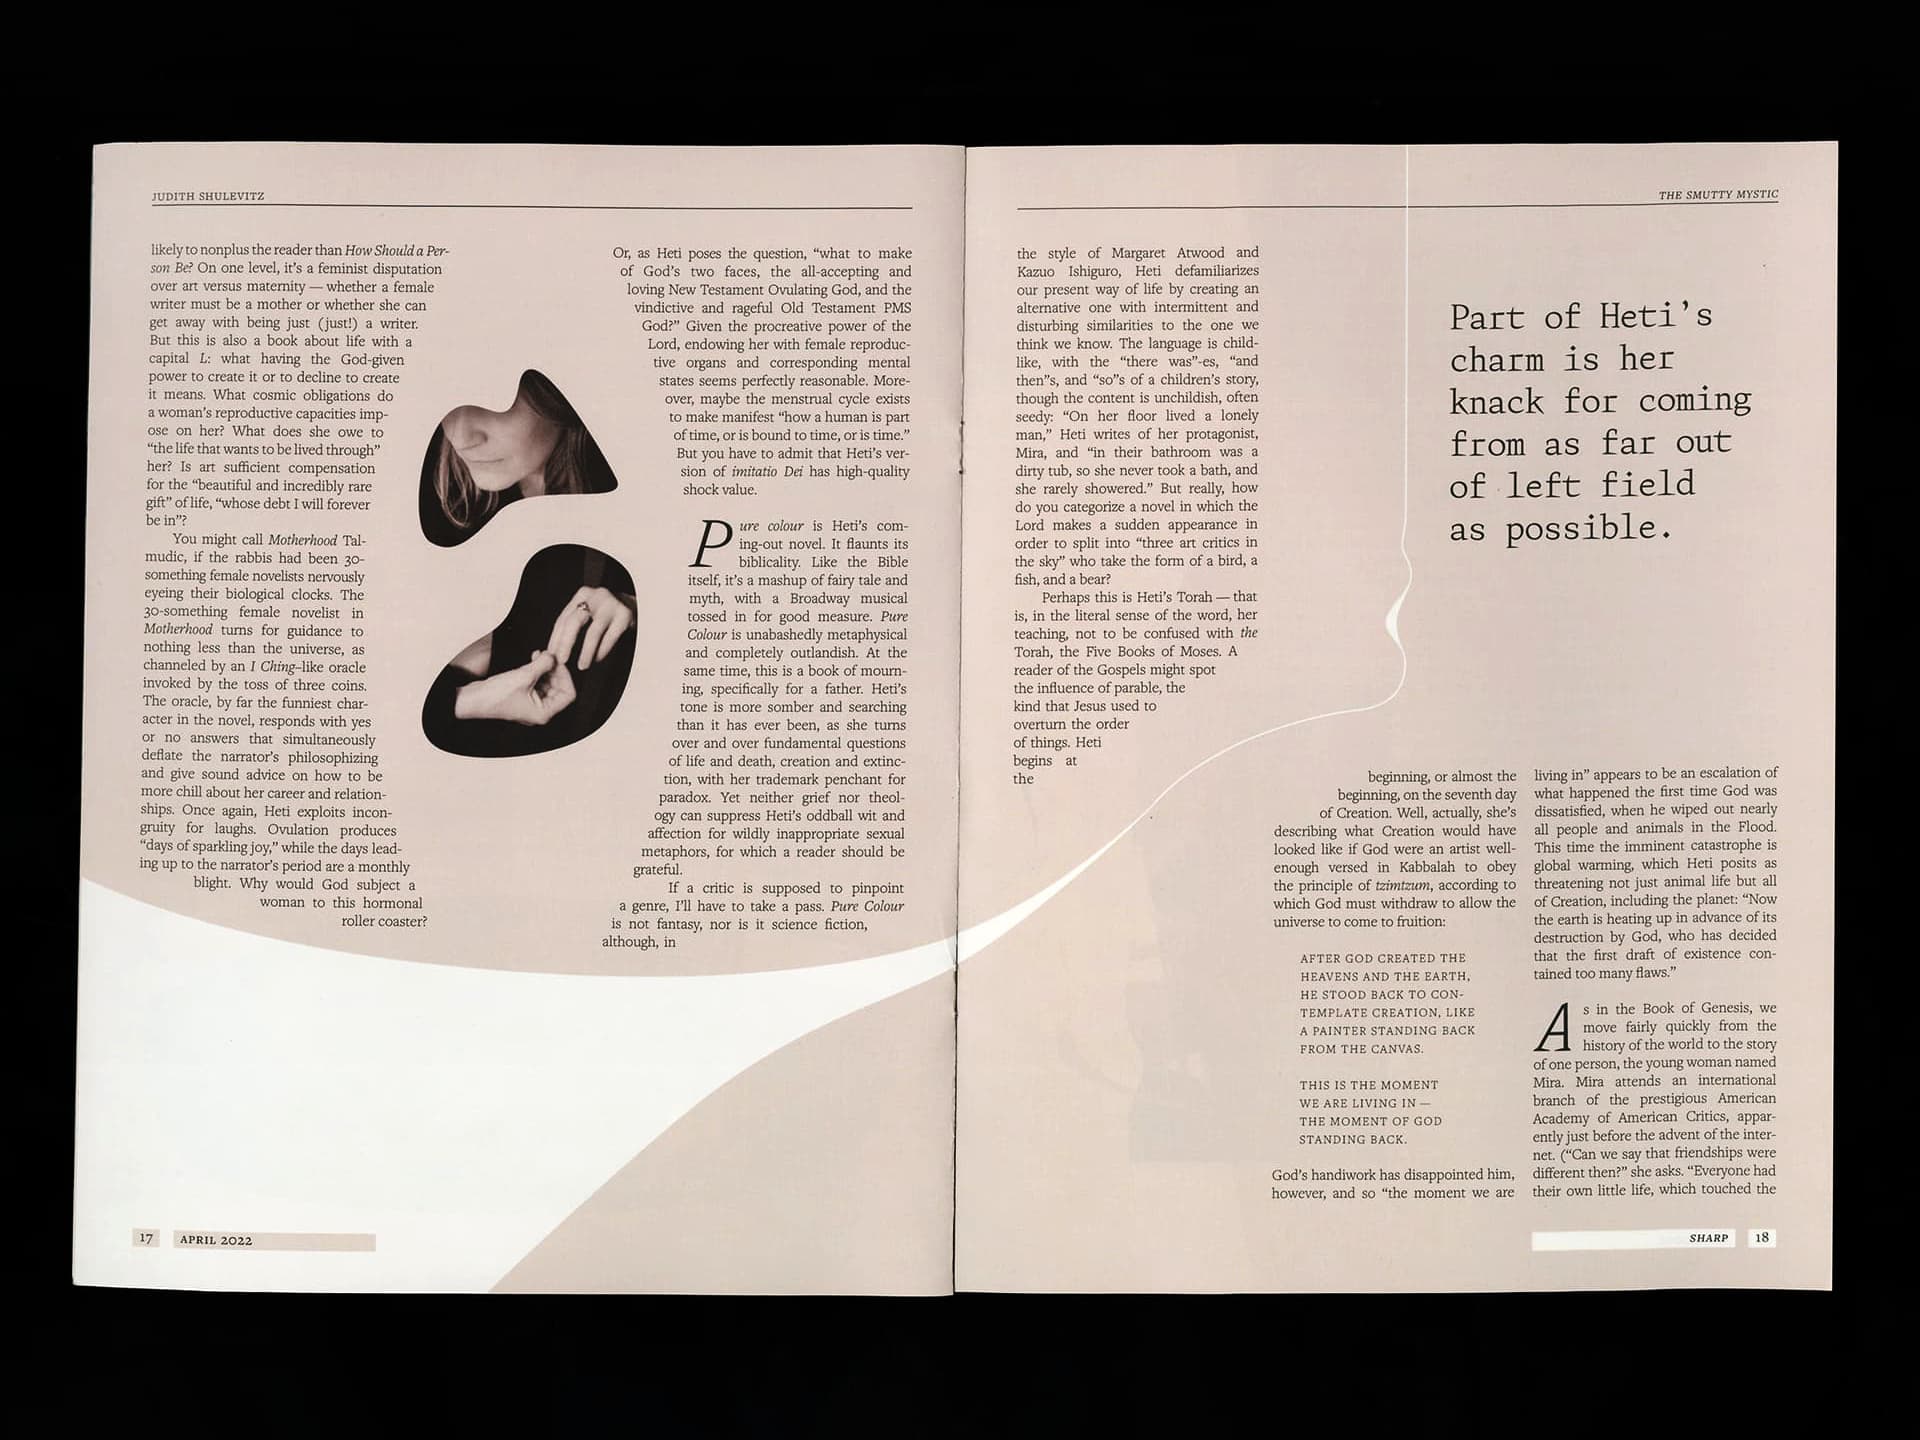 JUDITH SHULEVITZ
likely to nonplus the reader than How Should a Per-
son Be? On one level, it's a feminist disputation
over art versus maternity — whether a female
writer must be a mother or whether she can
get away with being just (just!) a writer.
But this is also a book about life with a
capital L: what having the God-given
power to create it or to decline to create
it means. What cosmic obligations do
a woman's reproductive capacities imp-
ose on her? What does she owe to
“the life that wants to be lived through”
her? Is art sufficient compensation
for the “beautiful and incredibly rare
gift” of life, “whose debt I will forever
be in”?
You might call Motherhood Tal-
mudic, if the rabbis had been 30-
something female novelists nervously
eyeing their biological clocks. The
30-something female novelist in
Motherhood turns for guidance to
nothing less than the universe, as
channeled by an I Ching–like oracle
invoked by the toss of three coins.
The oracle, by far the funniest char-
acter in the novel, responds with yes
or no answers that simultaneously
deflate the narrator's philosophizing
and give sound advice on how to be
more chill about her career and relation-
ships. Once again, Heti exploits incon-
gruity for laughs. Ovulation produces
“days of sparkling joy,” while the days lead-
ing up to the narrator's period are a monthly
blight. Why would God subject a
woman to this hormonal
roller coaster?
Or, as Heti poses the question, “what to make
of God's two faces, the all-accepting and
loving New Testament Ovulating God, and the
vindictive and rageful Old Testament PMS
God?” Given the procreative power of the
Lord, endowing her with female reproduc-
tive organs and corresponding mental
states seems perfectly reasonable. More-
over, maybe the menstrual cycle exists
to make manifest “how a human is part
of time, or is bound to time, or is time.”
But you have to admit that Heti's ver-
sion of imitatio Dei has high-quality
shock value.
Pure colour is Heti's com-
ing-out novel. It flaunts its
biblicality. Like the Bible
itself, it's a mashup of fairy tale and
myth, with a Broadway musical
tossed in for good measure. Pure
Colour is unabashedly metaphysical
and completely outlandish. At the
same time, this is a book of mourn-
ing, specifically for a father. Heti's
tone is more somber and searching
than it has ever been, as she turns
over and over fundamental questions
of life and death, creation and extinc-
tion, with her trademark penchant for
paradox. Yet neither grief nor theol-
ogy can suppress Heti's oddball wit and
affection for wildly inappropriate sexual
metaphors, for which a reader should be
grateful.
If a critic is supposed to pinpoint
a genre, I'll have to take a pass. Pure Colour
is not fantasy, nor is it science fiction,
although, in
17
APRIL 2022
THE SMUTTY MYSTIC
the style of Margaret Atwood and
Kazuo Ishiguro, Heti defamiliarizes
our present way of life by creating an
alternative one with intermittent and
disturbing similarities to the one we
think we know. The language is child-
like, with the “there was”-es, “and
then”s, and “so”s of a children's story,
though the content is unchildish, often
seedy: “On her floor lived a lonely
man,” Heti writes of her protagonist,
Mira, and “in their bathroom was a
dirty tub, so she never took a bath, and
she rarely showered.” But really, how
do you categorize a novel in which the
Lord makes a sudden appearance in
order to split into “three art critics in
the sky” who take the form of a bird, a
fish, and a bear?
Perhaps this is Heti's Torah — that
is, in the literal sense of the word, her
teaching, not to be confused with the
Torah, the Five Books of Moses. A
reader of the Gospels might spot
the influence of parable, the
kind that Jesus used to
overturn the order
of things. Heti
begins at
the
Part of Heti's
charm is her
knack for coming
from as far out
of left field
as possible.
beginning, or almost the
beginning, on the seventh day
of Creation. Well, actually, she's
describing what Creation would have
looked like if God were an artist well-
enough versed in Kabbalah to obey
the principle of tzimtzum, according to
which God must withdraw to allow the
universe to come to fruition:
AFTER GOD CREATED THE
HEAVENS AND THE EARTH,
HE STOOD BACK TO CON-
TEMPLATE CREATION, LIKE
A PAINTER STANDING BACK
FROM THE CANVAS.
THIS IS THE MOMENT
WE ARE LIVING IN —
THE MOMENT OF GOD
STANDING BACK.
God's handiwork has disappointed him,
however, and so “the moment we are
living in” appears to be an escalation of
what happened the first time God was
dissatisfied, when he wiped out nearly
all people and animals in the Flood.
This time the imminent catastrophe is
global warming, which Heti posits as
threatening not just animal life but all
of Creation, including the planet: “Now
the earth is heating up in advance of its
destruction by God, who has decided
that the first draft of existence con-
tained too many flaws.”
As in the Book of Genesis, we
move fairly quickly from the
history of the world to the story
of one person, the young woman named
Mira. Mira attends an international
branch of the prestigious American
Academy of American Critics, appar-
ently just before the advent of the inter-
net. (“Can we say that friendships were
different then?” she asks. “Everyone had
their own little life, which touched the
SHARP
18